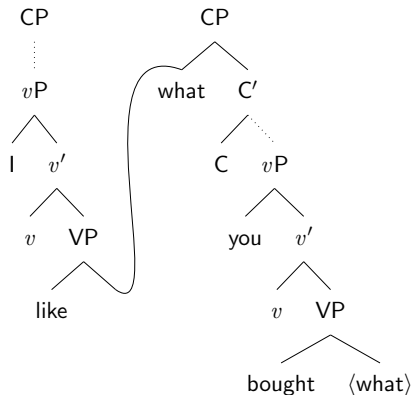 CP CP
vP what C′
I v′ C vP
v VP you v′
like v VP
bought ⟨what⟩